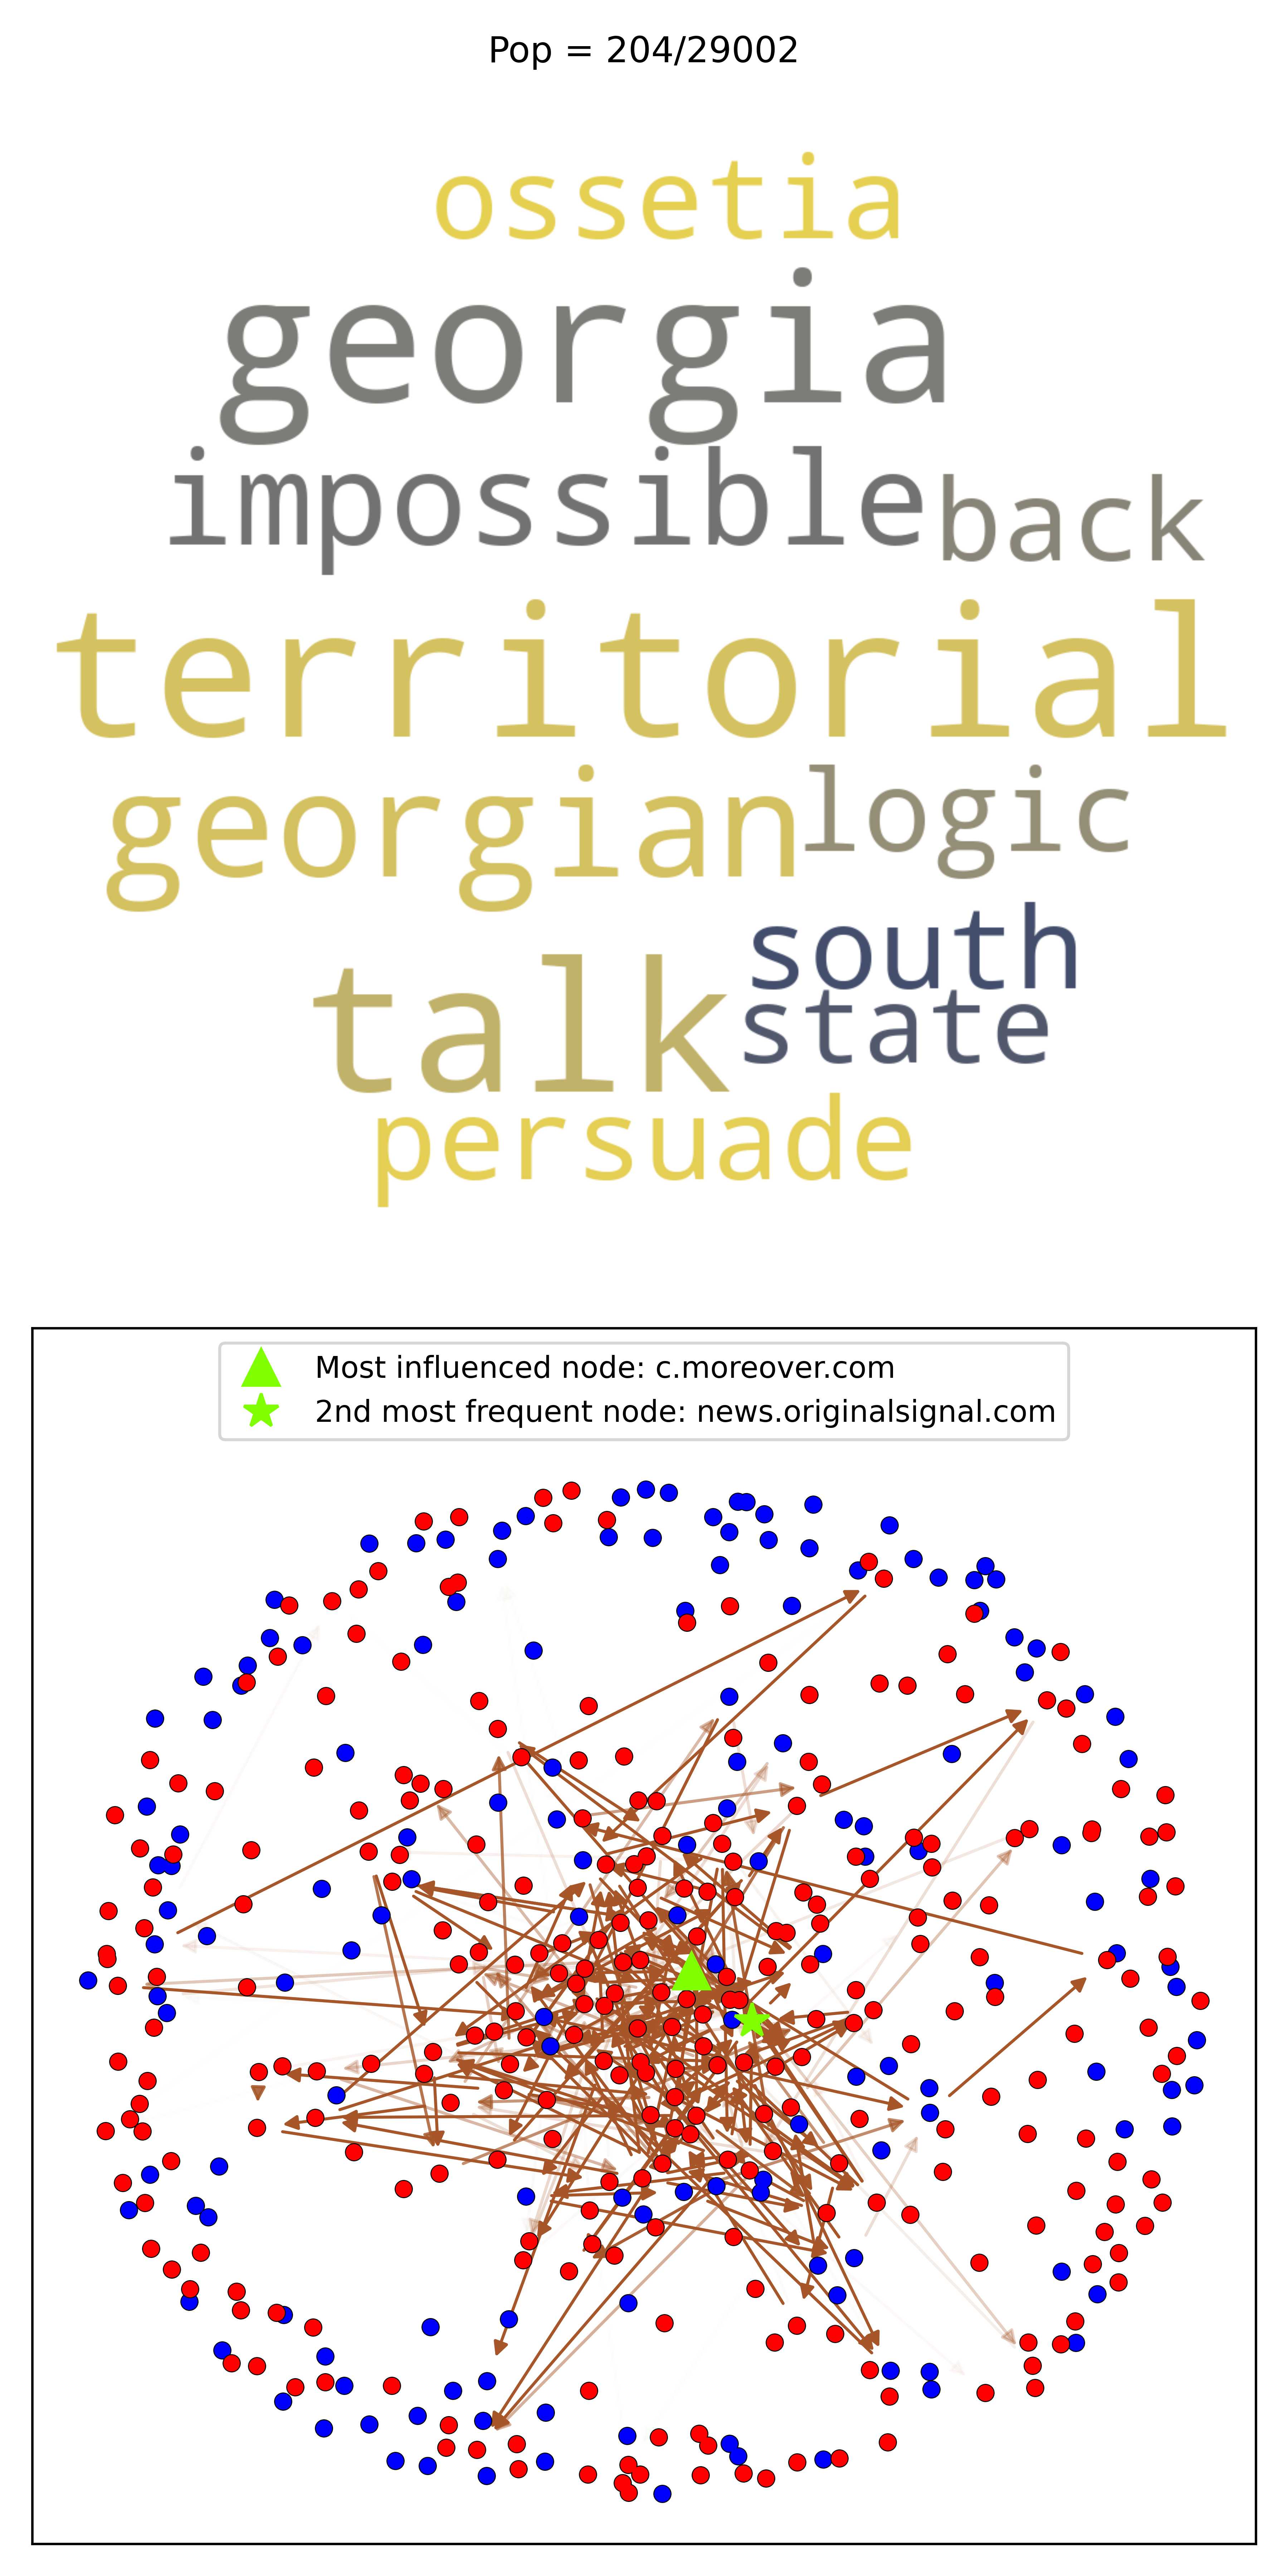 Pop = 204/29002
ossetia
georgia
impossible back
territorial
georgian logic
south
talk state
persuade
Most influenced node: c.moreover.com
2nd most frequent node: news.originalsignal.com